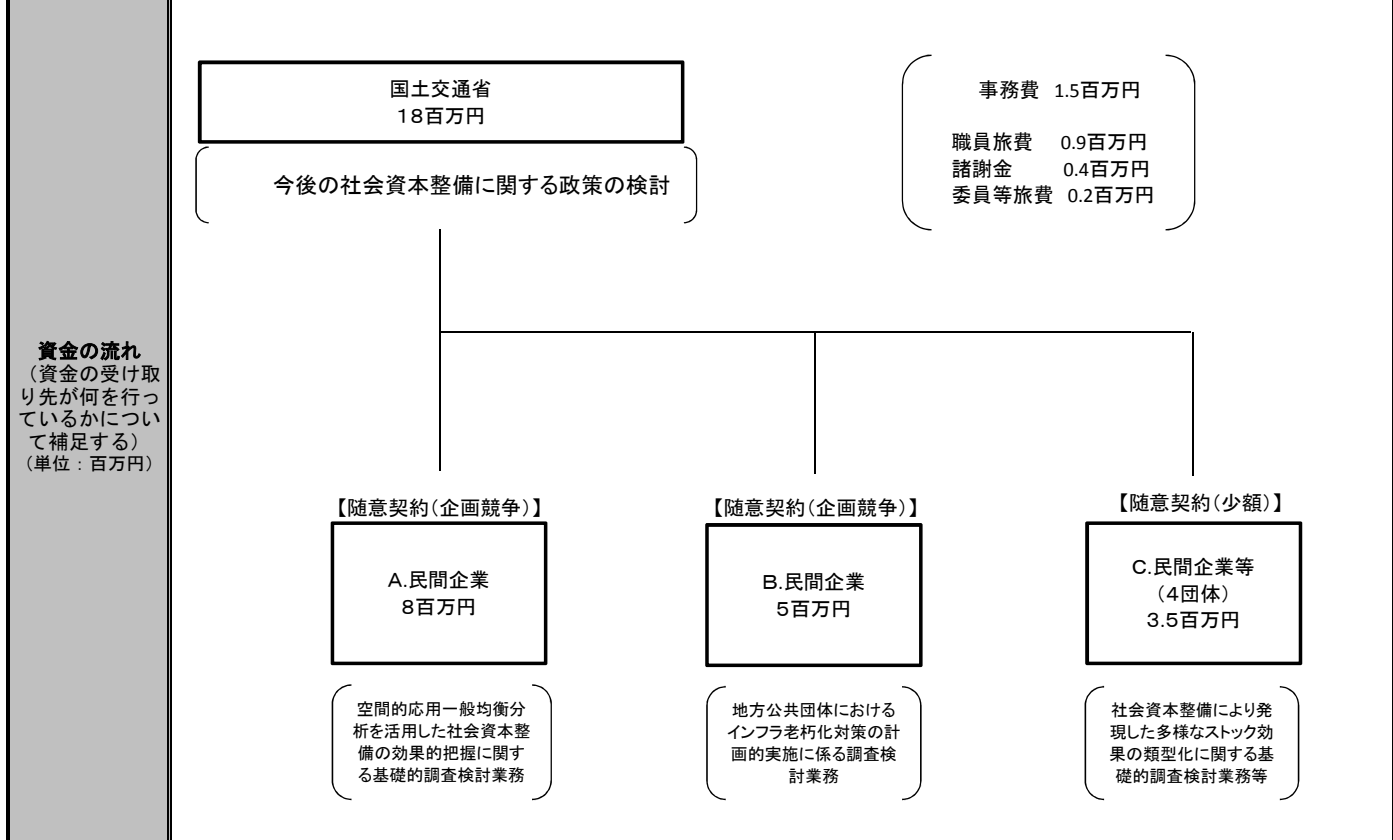 資金の流れ
（資金の受け取
り先が何を行っ
ているかについ
て補足する）
（単位：百万円）
国土交通省
１８百万円
今後の社会資本整備に関する政策の検討
事務費 1.5百万円
職員旅費 0.9百万円
諸謝金 0.4百万円
委員等旅費 0.2百万円
【随意契約（企画競争）】
A.民間企業
8百万円
空間的応用一般均衡分
析を活用した社会資本整
備の効果的把握に関す
る基礎的調査検討業務
【随意契約（企画競争）】
B.民間企業
5百万円
地方公共団体における
インフラ老朽化対策の計
画的実施に係る調査検
討業務
【随意契約（少額）】
C.民間企業等
（4団体）
3.5百万円
社会資本整備により発
現した多様なストック効
果の類型化に関する基
礎的調査検討業務等